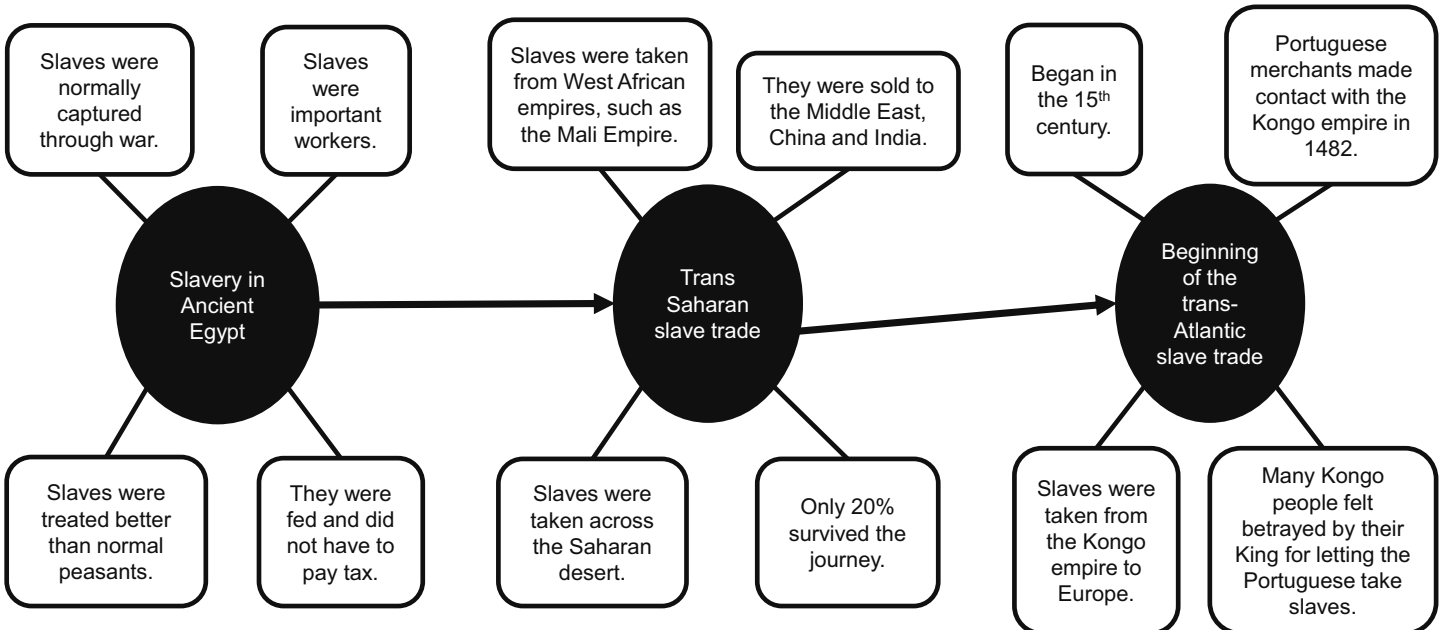 Slaves were
normally
captured
through war.
Slaves
were
important
workers.
Slavery in
Ancient
Egypt
Slaves were
treated better
than normal
peasants.
They were
fed and did
not have to
pay tax.
Slaves were taken
from West African
empires, such as
the Mali Empire.
They were sold to
the Middle East,
China and India.
Trans
Saharan
slave trade
Slaves were
taken across
the Saharan
desert.
Only 20%
survived the
journey.
Began in
the 15th
century.
Portuguese
merchants made
contact with the
Kongo empire in
1482.
Beginning
of the
trans-
Atlantic
slave trade
Slaves were
taken from
the Kongo
empire to
Europe.
Many Kongo
people felt
betrayed by their
King for letting the
Portuguese take
slaves.